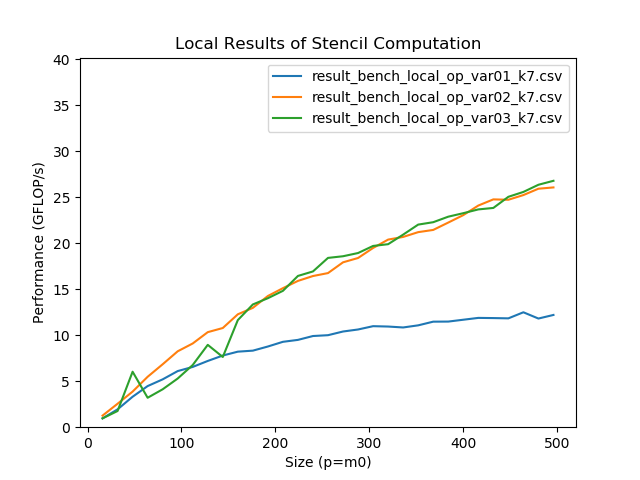 Local Results of Stencil Computation
result_bench_local_op_var01_k7.csv
result_bench_local_op_var02_k7.csv
result_bench_local_op_var03_k7.csv
Performance (GFLOP/s)
40
35
30
25
20
15
10
5
0
0 100 200 300 400 500
Size (p=m0)